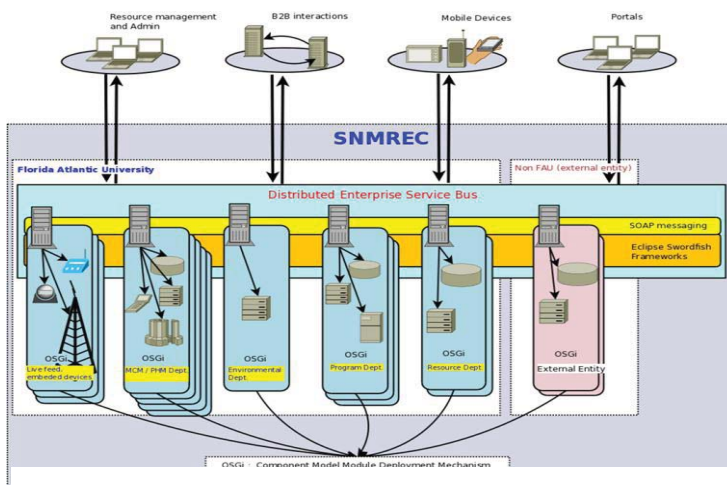 Resource management
and Admin
B2B interactions
Mobile Devices
Portals
SNMREC
Florida Atlantic University
Non FAU (external entity)
Distributed Enterprise Service Bus
SOAP messaging
Eclipse Swordfish
Frameworks
OSGi
Live feed,
embeded devices
OSGi
MCM / PHM Dept.
OSGi
Environmental
Dept.
OSGi
Program Dept.
OSGi
Resource Dept.
OSGi
External Entity
OSGi : Component Model Module Deployment Mechanism